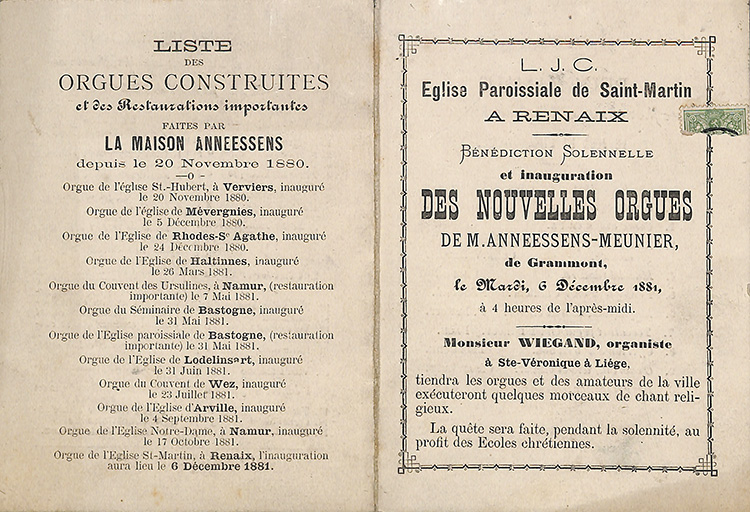 LISTE
DES
ORGUES CONSTRUITES
et des Restaurations importantes
FAITES PAR
LA MAISON ANNEESSENS
depuis le 20 Novembre 1880.
—o—
Orgue de l'église St.-Hubert, à Verviers, inauguré
le 20 Novembre 1880.
Orgue de l'église de Mévergnies, inauguré
le 5 Décembre 1880.
Orgue de l'Eglise de Rhodes-Se Agathe, inauguré
le 24 Décembre 1880.
Orgue de l'Eglise de Haltinnes, inauguré
le 26 Mars 1881.
Orgue du Couvent des Ursulines, à Namur, (restauration
importante) le 7 Mai 1881.
Orgue du Séminaire de Bastogne, inauguré
le 31 Mai 1881.
Orgue de l'Eglise paroissiale de Bastogne, (restauration
importante) le 31 Mai 1881.
Orgue de l'Eglise de Lodelinsart, inauguré
le 31 Juin 1881.
Orgue du Couvent de Wez, inauguré
le 23 Juillet 1881.
Orgue de l'Eglise d'Arville, inauguré
le 4 Septembre 1881.
Orgue de l'Eglise Notre-Dame, à Namur, inauguré
le 17 Octobre 1881.
Orgue de l'Eglise St-Martin, à Renaix, l'inauguration
aura lieu le 6 Décembre 1881.
L. J. C.
Eglise Paroissiale de Saint-Martin
A RENAIX
BÉNÉDICTION SOLENNELLE
et inauguration
DES NOUVELLES ORGUES
DE M. ANNEESSENS-MEUNIER,
de Grammont,
le Mardi, 6 Décembre 1881,
à 4 heures de l'après-midi.
Monsieur WIEGAND, organiste
à Ste-Véronique à Liége,
tiendra les orgues et des amateurs de la ville
exécuteront quelques morceaux de chant reli-
gieux.
La quête sera faite, pendant la solennité, au
profit des Ecoles chrétiennes.